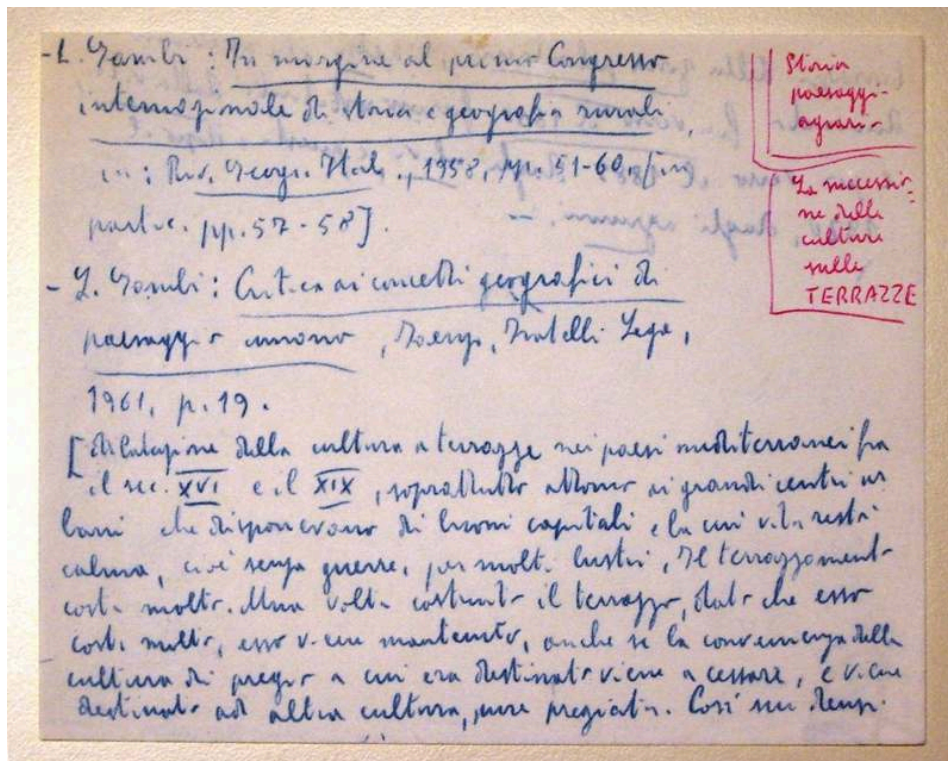 - L. Gambi: In margine al primo Congresso
internazionale di storia e geografia rurali,
in: Riv. Geogr. Ital., 1958, pp. 51-60 [in
partic. pp. 57-58].
- L. Gambi: Critica ai concetti geografici di
paesaggio umano, Faenza, Fratelli Lega,
1961, p. 19.
[dilatazione della cultura a terrazze nei paesi mediterranei fra
il sec. XVI e il XIX, soprattutto attorno ai grandi centri ur
bani che disponevano di buoni capitali e la cui vita restò
calma, cioè senza guerre, per molti lustri. Il terrazzamento
costa molto. Una volta costruito il terrazzo, dato che esso
costa molto, esso viene mantenuto, anche se la convenienza della
cultura di pregio a cui era destinato viene a cessare, e viene
destinato ad altra cultura, pure pregiata. Così sui
Storia
paesaggi-
agrari-
La successio-
ne delle
culture
sulle
TERRAZZE